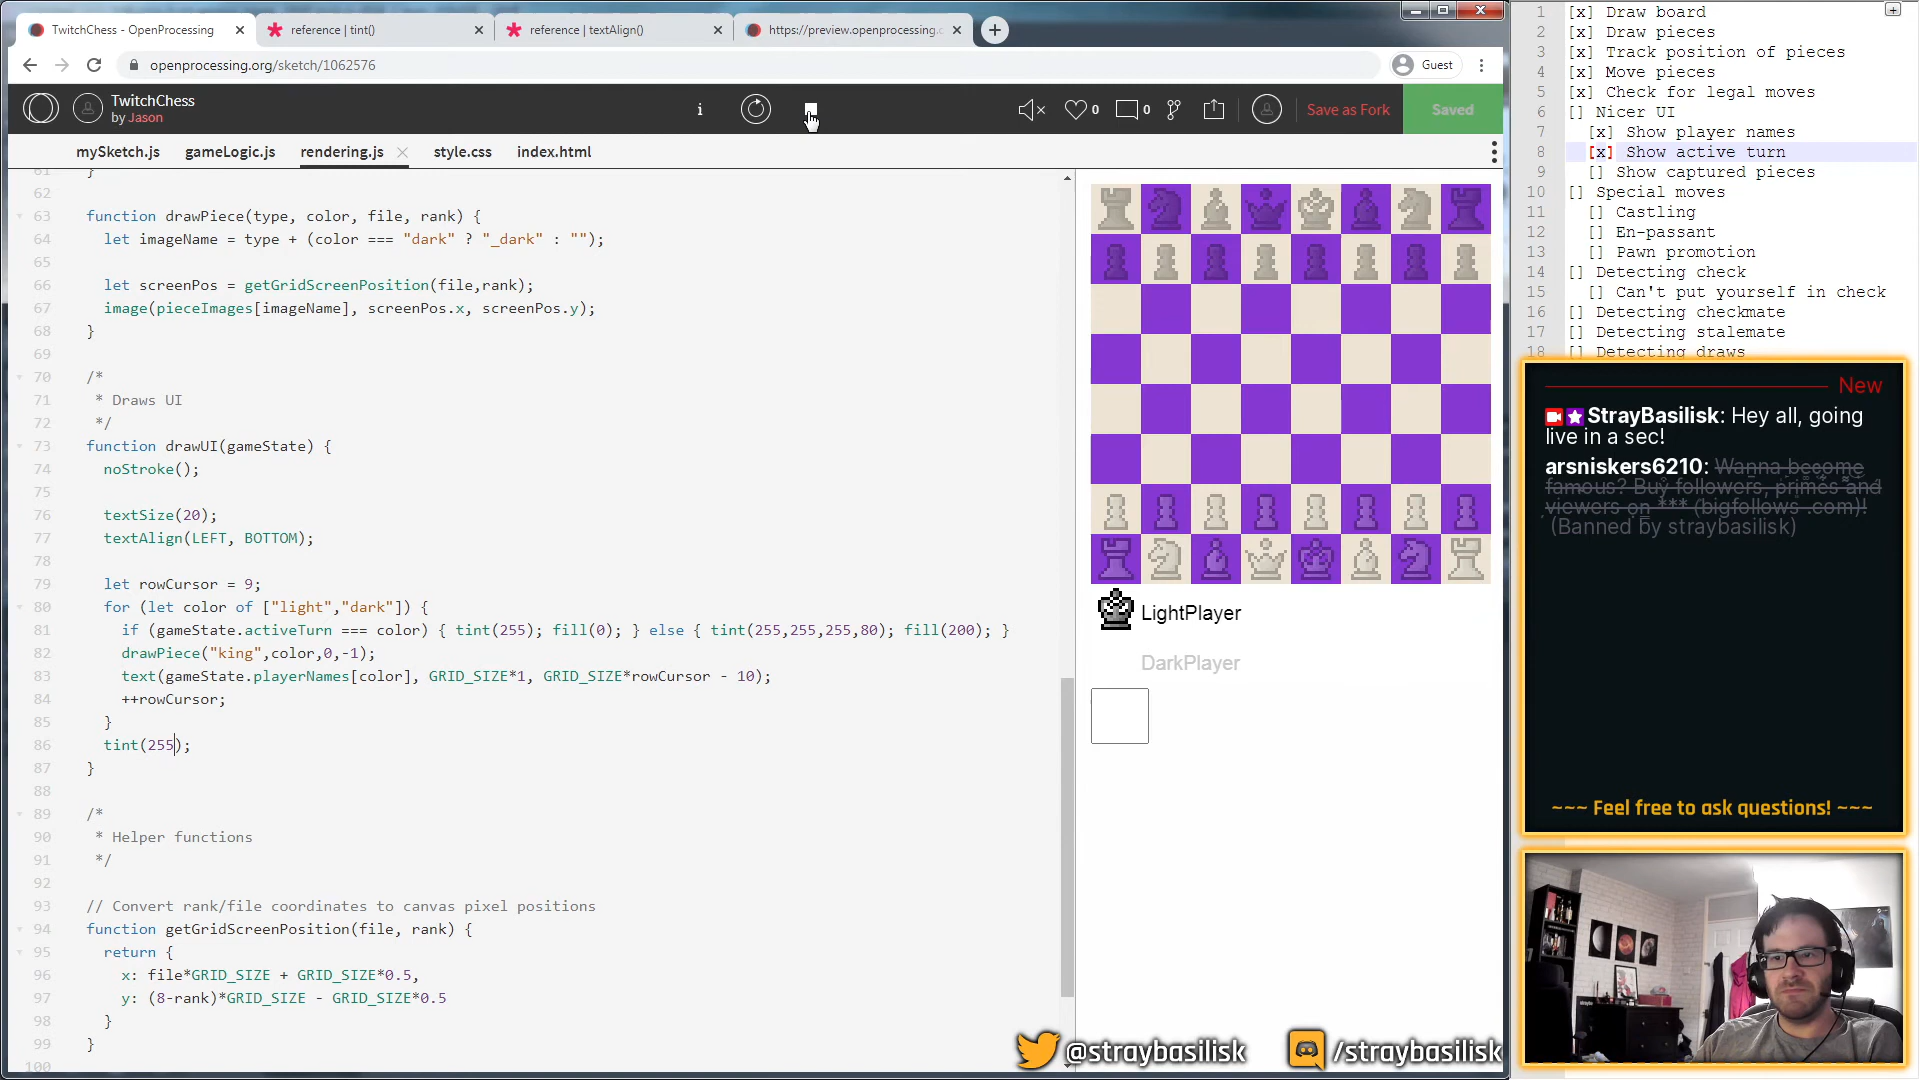 TwitchChess - OpenProcessing
reference | tint()
reference | textAlign()
https://preview.openprocessing.
openprocessing.org/sketch/1062576
Guest
TwitchChess
by Jason
i
0
0
Save as Fork
Saved
mySketch.js
gameLogic.js
rendering.js
style.css
index.html
61 }
62
63 function drawPiece(type, color, file, rank) {
64 let imageName = type + (color === "dark" ? "_dark" : "");
65
66 let screenPos = getGridScreenPosition(file,rank);
67 image(pieceImages[imageName], screenPos.x, screenPos.y);
68 }
69
70 /*
71 * Draws UI
72 */
73 function drawUI(gameState) {
74 noStroke();
75
76 textSize(20);
77 textAlign(LEFT, BOTTOM);
78
79 let rowCursor = 9;
80 for (let color of ["light","dark"]) {
81 if (gameState.activeTurn === color) { tint(255); fill(0); } else { tint(255,255,255,80); fill(200); }
82 drawPiece("king",color,0,-1);
83 text(gameState.playerNames[color], GRID_SIZE*1, GRID_SIZE*rowCursor - 10);
84 ++rowCursor;
85 }
86 tint(255);
87 }
88
89 /*
90 * Helper functions
91 */
92
93 // Convert rank/file coordinates to canvas pixel positions
94 function getGridScreenPosition(file, rank) {
95 return {
96 x: file*GRID_SIZE + GRID_SIZE*0.5,
97 y: (8-rank)*GRID_SIZE - GRID_SIZE*0.5
98 }
99 }
100
LightPlayer
DarkPlayer
1 [x] Draw board
2 [x] Draw pieces
3 [x] Track position of pieces
4 [x] Move pieces
5 [x] Check for legal moves
6 [] Nicer UI
7 [x] Show player names
8 [x] Show active turn
9 [] Show captured pieces
10 [] Special moves
11 [] Castling
12 [] En-passant
13 [] Pawn promotion
14 [] Detecting check
15 [] Can't put yourself in check
16 [] Detecting checkmate
17 [] Detecting stalemate
18 [] Detecting draws
New
StrayBasilisk: Hey all, going
live in a sec!
arsniskers6210: Wanna become
famous? Buy followers, primes and
viewers on *** (bigfollows .com)!
(Banned by straybasilisk)
~~~ Feel free to ask questions! ~~~
@straybasilisk
/straybasilisk